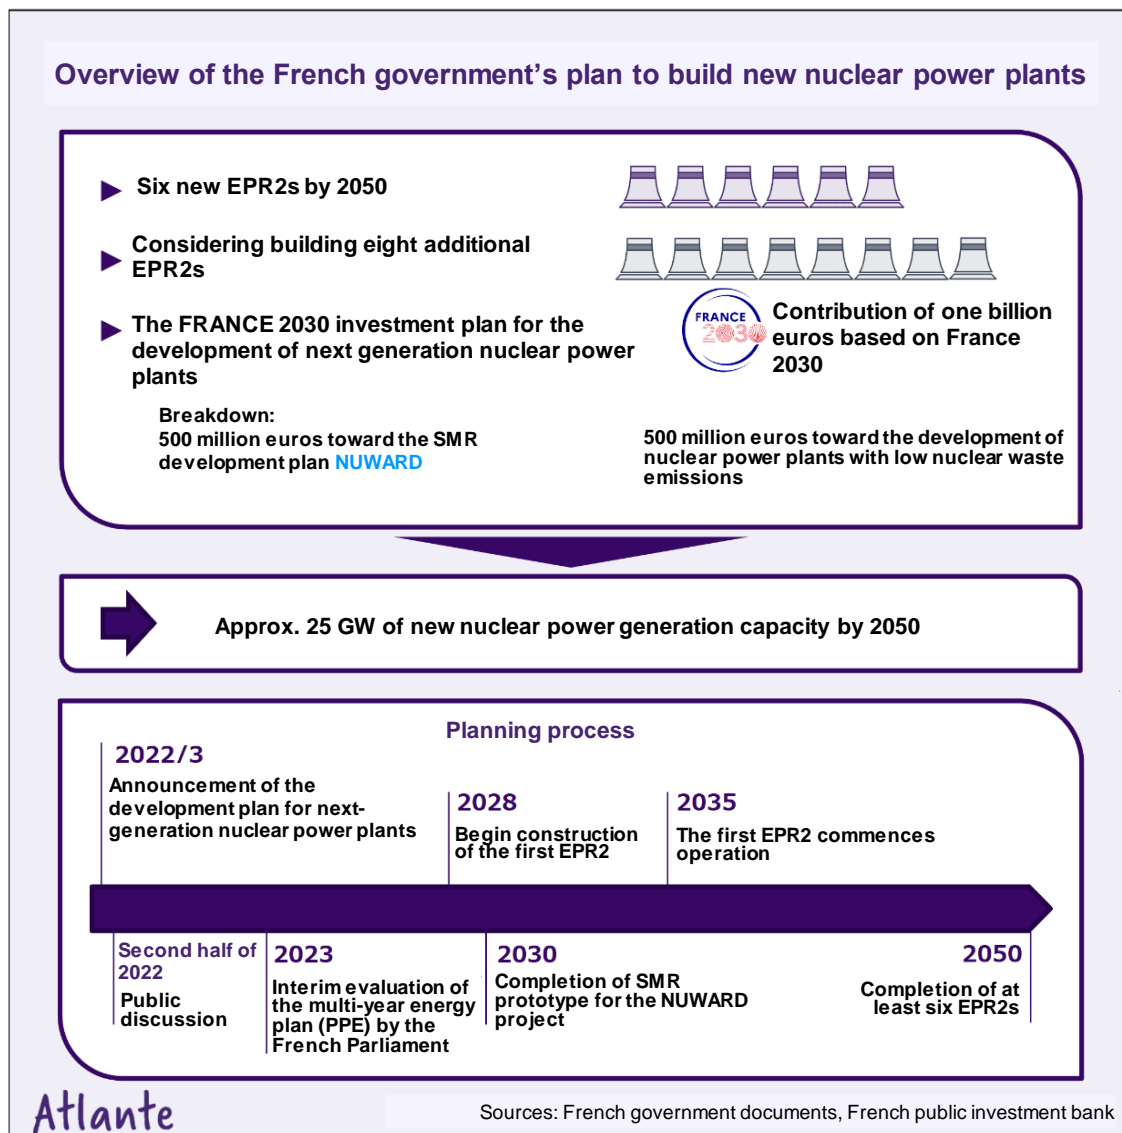 Overview of the French government's plan to build new nuclear power plants
Six new EPR2s by 2050
Considering building eight additional
EPR2s
The FRANCE 2030 investment plan for the
development of next generation nuclear power
plants
FRANCE
2030
Contribution of one billion
euros based on France
2030
Breakdown:
500 million euros toward the SMR
development plan NUWARD
500 million euros toward the development of
nuclear power plants with low nuclear waste
emissions
Approx. 25 GW of new nuclear power generation capacity by 2050
Planning process
2022/3
Announcement of the
development plan for next-
generation nuclear power plants
2028
Begin construction
of the first EPR2
2035
The first EPR2 commences
operation
Second half of
2022
Public
discussion
2023
Interim evaluation of
the multi-year energy
plan (PPE) by the
French Parliament
2030
Completion of SMR
prototype for the NUWARD
project
2050
Completion of at
least six EPR2s
Atlante
Sources: French government documents, French public investment bank